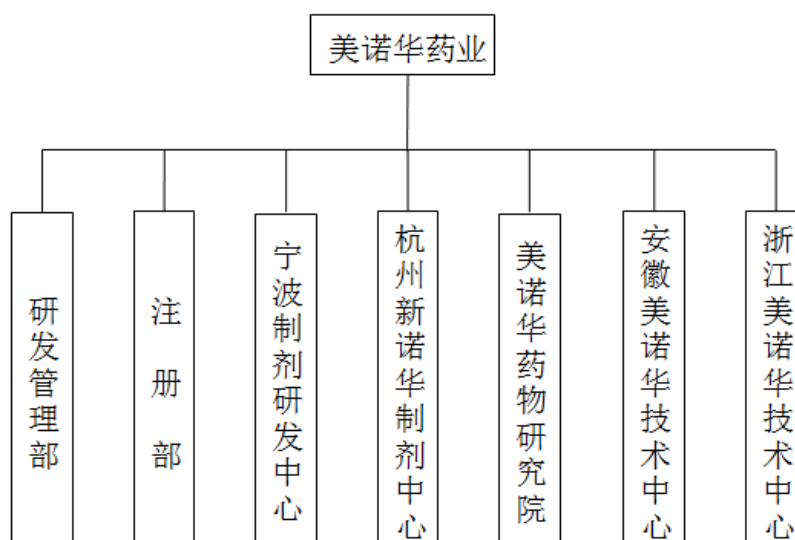 美诺华药业
研发管理部
注册部
宁波制剂研发中心
杭州新诺华制剂中心
美诺华药物研究院
安徽美诺华技术中心
浙江美诺华技术中心